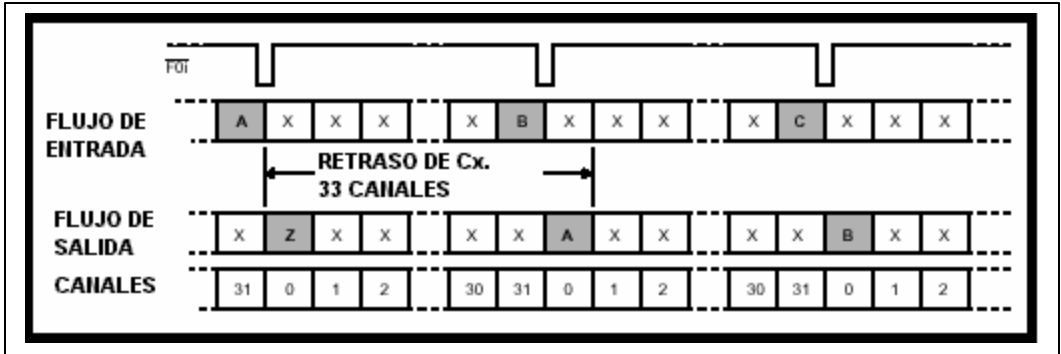 F0i
FLUJO DE
ENTRADA
A X X X X B X X X X C X X X
RETRASO DE Cx.
33 CANALES
FLUJO DE
SALIDA
X Z X X X X A X X X X B X X
CANALES
31 0 1 2 30 31 0 1 2 30 31 0 1 2